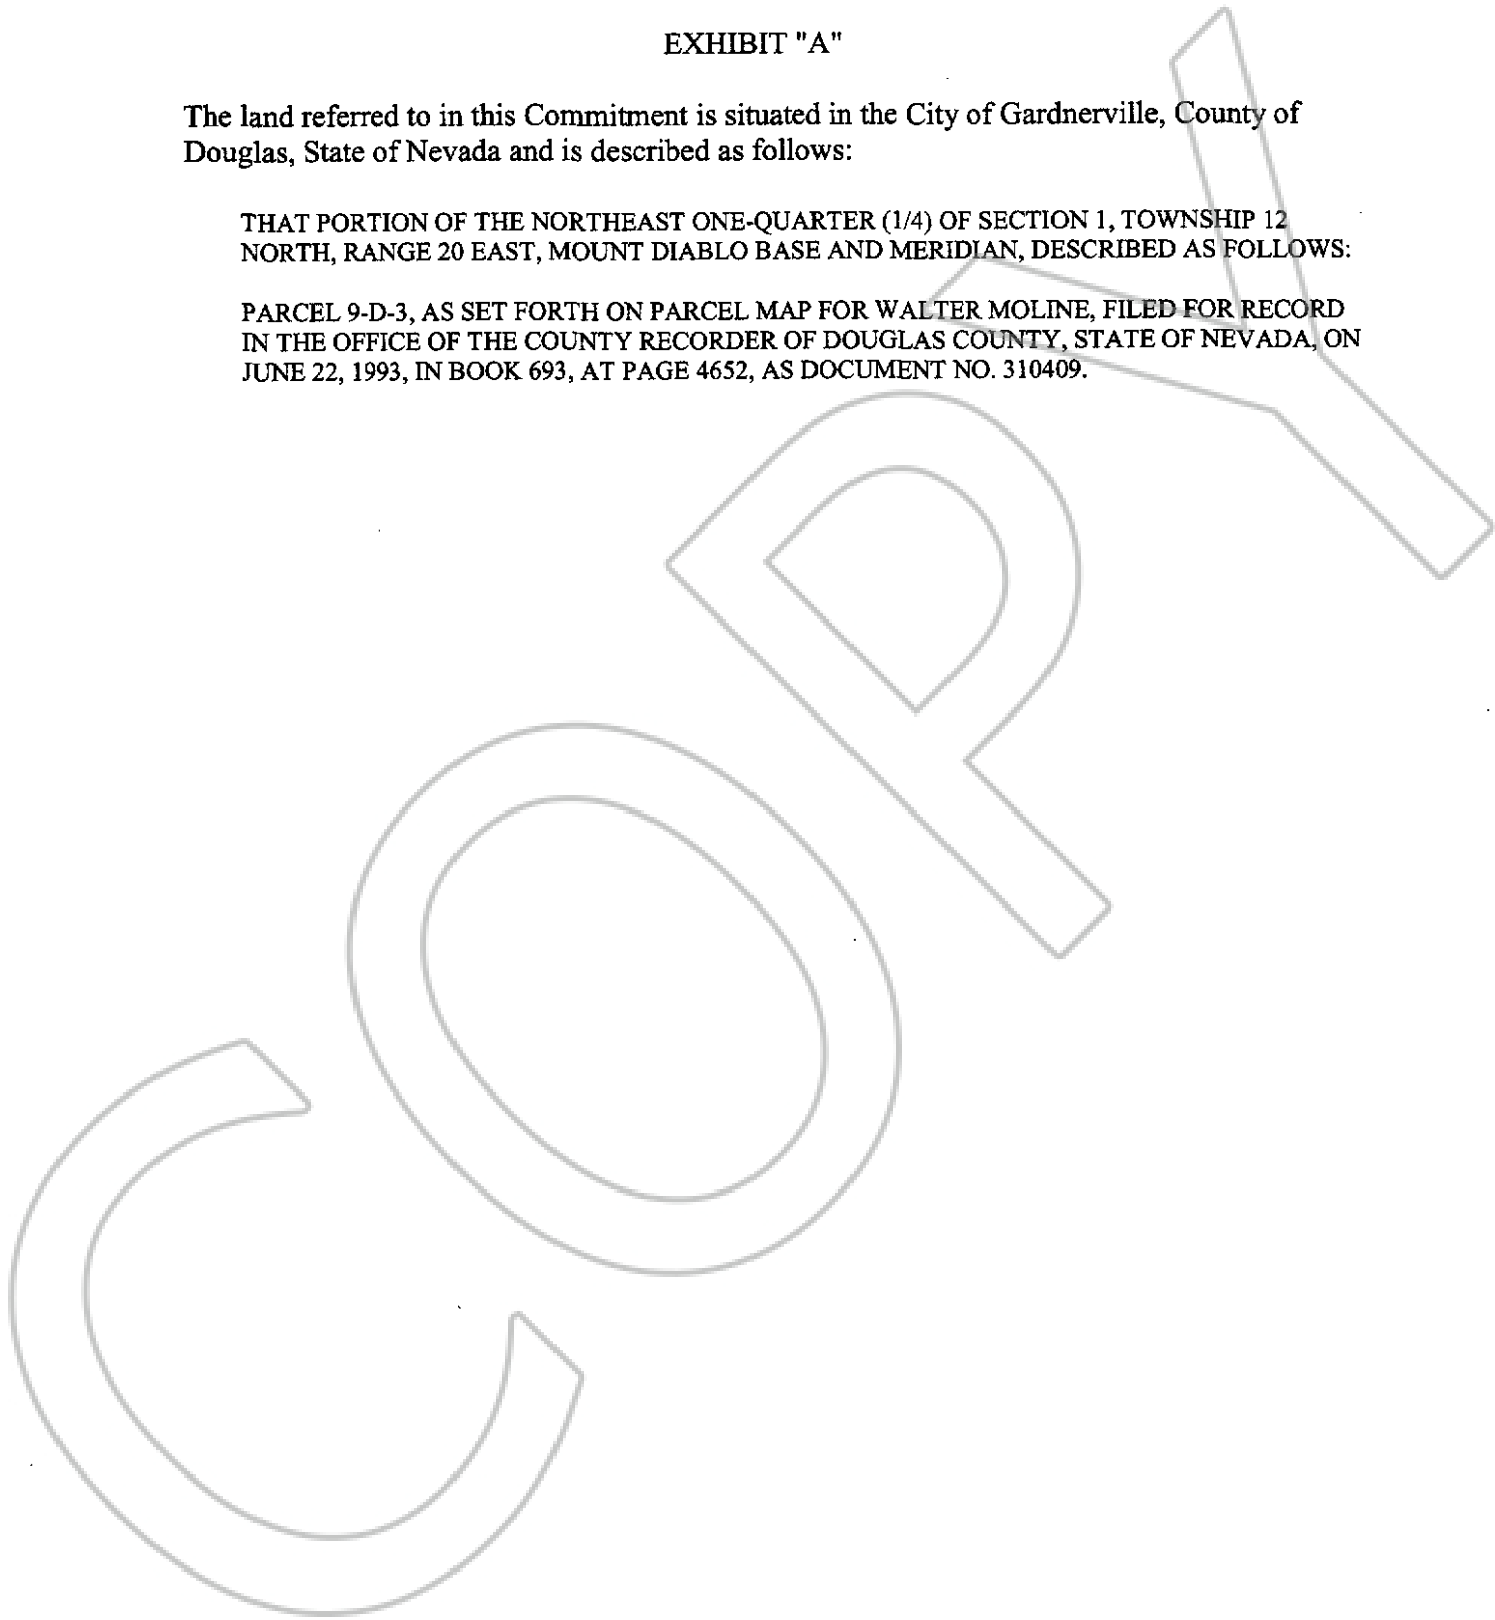 EXHIBIT "A"
The land referred to in this Commitment is situated in the City of Gardnerville, County of
Douglas, State of Nevada and is described as follows:
THAT PORTION OF THE NORTHEAST ONE-QUARTER (1/4) OF SECTION 1, TOWNSHIP 12
NORTH, RANGE 20 EAST, MOUNT DIABLO BASE AND MERIDIAN, DESCRIBED AS FOLLOWS:
PARCEL 9-D-3, AS SET FORTH ON PARCEL MAP FOR WALTER MOLINE, FILED FOR RECORD
IN THE OFFICE OF THE COUNTY RECORDER OF DOUGLAS COUNTY, STATE OF NEVADA, ON
JUNE 22, 1993, IN BOOK 693, AT PAGE 4652, AS DOCUMENT NO. 310409.
COPY